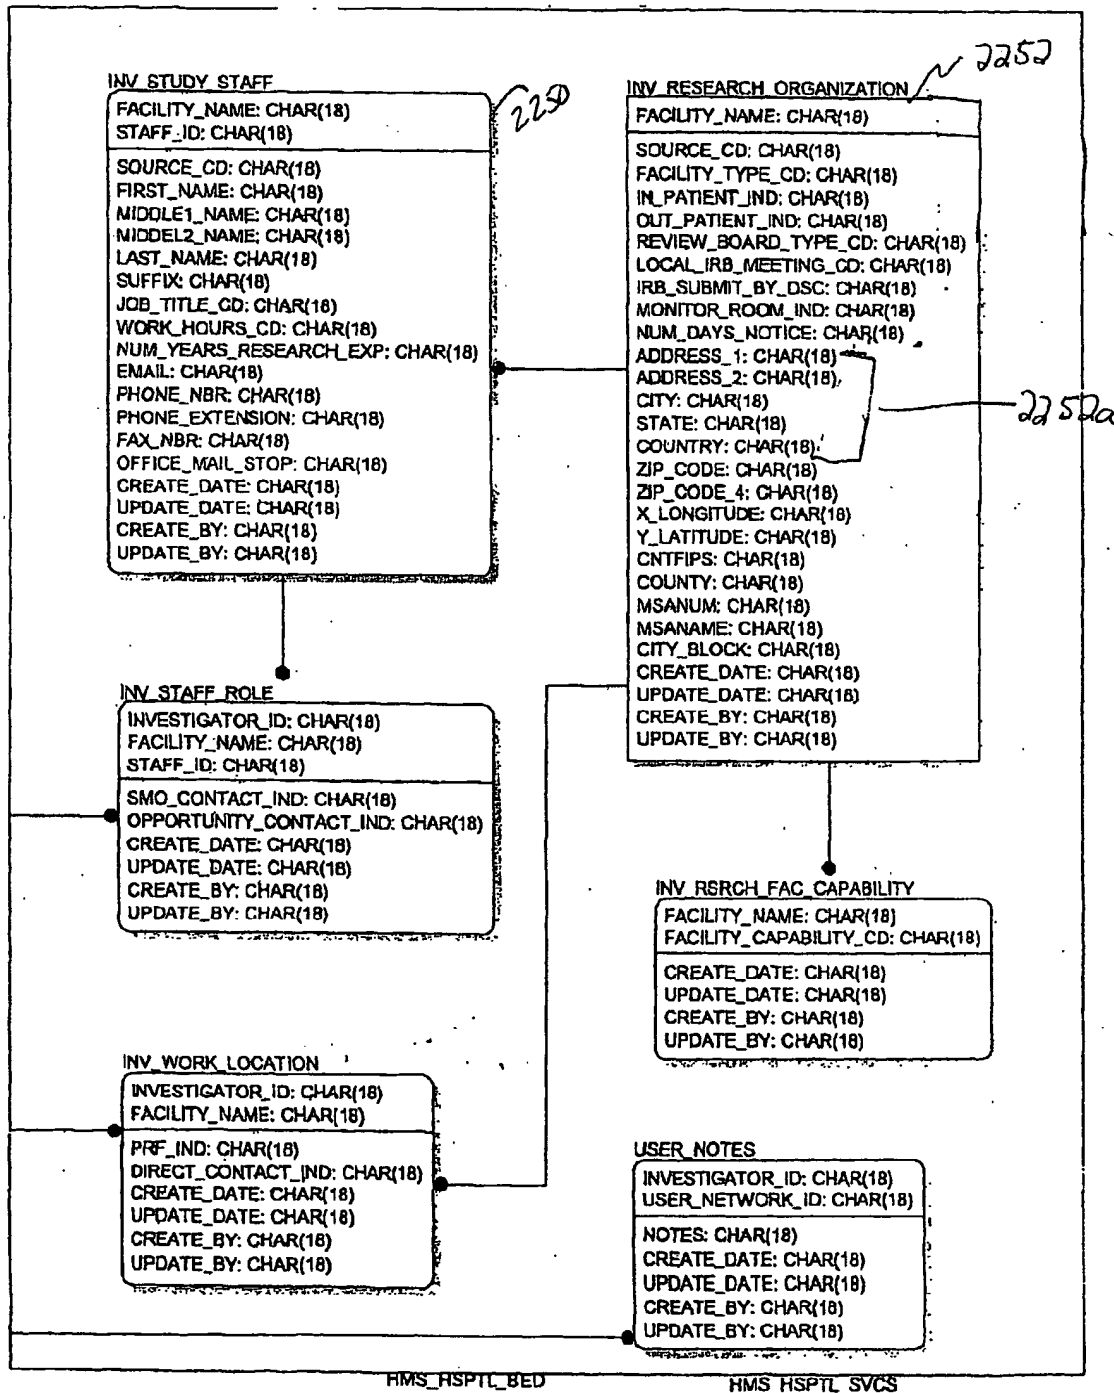 INV_STUDY_STAFF
FACILITY_NAME: CHAR(18)
STAFF_ID: CHAR(18)
SOURCE_CD: CHAR(18)
FIRST_NAME: CHAR(18)
MIDDLE1_NAME: CHAR(18)
MIDDEL2_NAME: CHAR(18)
LAST_NAME: CHAR(18)
SUFFIX: CHAR(18)
JOB_TITLE_CD: CHAR(18)
WORK_HOURS_CD: CHAR(18)
NUM_YEARS_RESEARCH_EXP: CHAR(18)
EMAIL: CHAR(18)
PHONE_NBR: CHAR(18)
PHONE_EXTENSION: CHAR(18)
FAX_NBR: CHAR(18)
OFFICE_MAIL_STOP: CHAR(18)
CREATE_DATE: CHAR(18)
UPDATE_DATE: CHAR(18)
CREATE_BY: CHAR(18)
UPDATE_BY: CHAR(18)
2250
INV_RESEARCH_ORGANIZATION
2252
FACILITY_NAME: CHAR(18)
SOURCE_CD: CHAR(18)
FACILITY_TYPE_CD: CHAR(18)
IN_PATIENT_IND: CHAR(18)
OUT_PATIENT_IND: CHAR(18)
REVIEW_BOARD_TYPE_CD: CHAR(18)
LOCAL_IRB_MEETING_CD: CHAR(18)
IRB_SUBMIT_BY_DSC: CHAR(18)
MONITOR_ROOM_IND: CHAR(18)
NUM_DAYS_NOTICE: CHAR(18)
ADDRESS_1: CHAR(18)
ADDRESS_2: CHAR(18)
CITY: CHAR(18)
STATE: CHAR(18)
COUNTRY: CHAR(18)
2252a
ZIP_CODE: CHAR(18)
ZIP_CODE_4: CHAR(18)
X_LONGITUDE: CHAR(18)
Y_LATITUDE: CHAR(18)
CNTFIPS: CHAR(18)
COUNTY: CHAR(18)
MSANUM: CHAR(18)
MSANAME: CHAR(18)
CITY_BLOCK: CHAR(18)
CREATE_DATE: CHAR(18)
UPDATE_DATE: CHAR(18)
CREATE_BY: CHAR(18)
UPDATE_BY: CHAR(18)
INV_STAFF_ROLE
INVESTIGATOR_ID: CHAR(18)
FACILITY_NAME: CHAR(18)
STAFF_ID: CHAR(18)
SMO_CONTACT_IND: CHAR(18)
OPPORTUNITY_CONTACT_IND: CHAR(18)
CREATE_DATE: CHAR(18)
UPDATE_DATE: CHAR(18)
CREATE_BY: CHAR(18)
UPDATE_BY: CHAR(18)
INV_RSRCH_FAC_CAPABILITY
FACILITY_NAME: CHAR(18)
FACILITY_CAPABILITY_CD: CHAR(18)
CREATE_DATE: CHAR(18)
UPDATE_DATE: CHAR(18)
CREATE_BY: CHAR(18)
UPDATE_BY: CHAR(18)
INV_WORK_LOCATION
INVESTIGATOR_ID: CHAR(18)
FACILITY_NAME: CHAR(18)
PRF_IND: CHAR(18)
DIRECT_CONTACT_IND: CHAR(18)
CREATE_DATE: CHAR(18)
UPDATE_DATE: CHAR(18)
CREATE_BY: CHAR(18)
UPDATE_BY: CHAR(18)
USER_NOTES
INVESTIGATOR_ID: CHAR(18)
USER_NETWORK_ID: CHAR(18)
NOTES: CHAR(18)
CREATE_DATE: CHAR(18)
UPDATE_DATE: CHAR(18)
CREATE_BY: CHAR(18)
UPDATE_BY: CHAR(18)
HMS_HSPTL_BED
HMS_HSPTL_SVCS